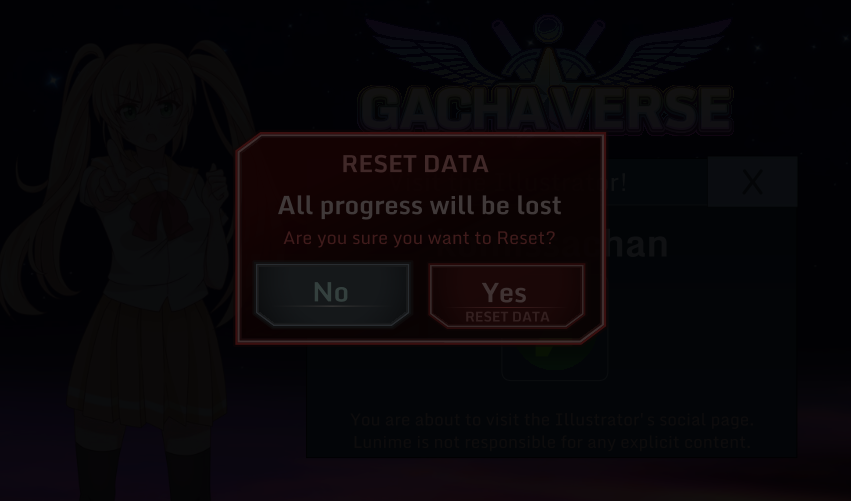 GACHAVERSE
RESET DATA
r!
All progress will be lost
Are you sure you want to Reset?
han
No
Yes
RESET DATA
You are about to visit the Illustrator's social page.
Lunime is not responsible for any explicit content.